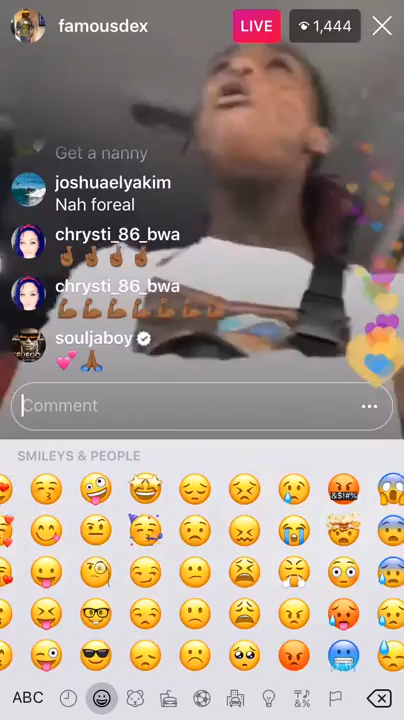 famousdex
LIVE
1,444
Get a nanny
joshuaelyakim
Nah foreal
chrysti_86_bwa
chrysti_86_bwa
souljaboy
Comment
SMILEYS & PEOPLE
&$!#%
ABC